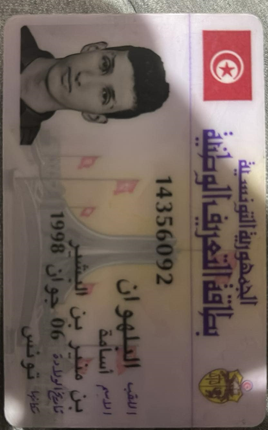 الجمهورية التونسية
بطاقة التعريف الوطنية
14356092
اللقب البلهوان
الاسم أسامة
بن منير بن البشير
تاريخ الولادة 06 جوان 1998
مكانها تونس